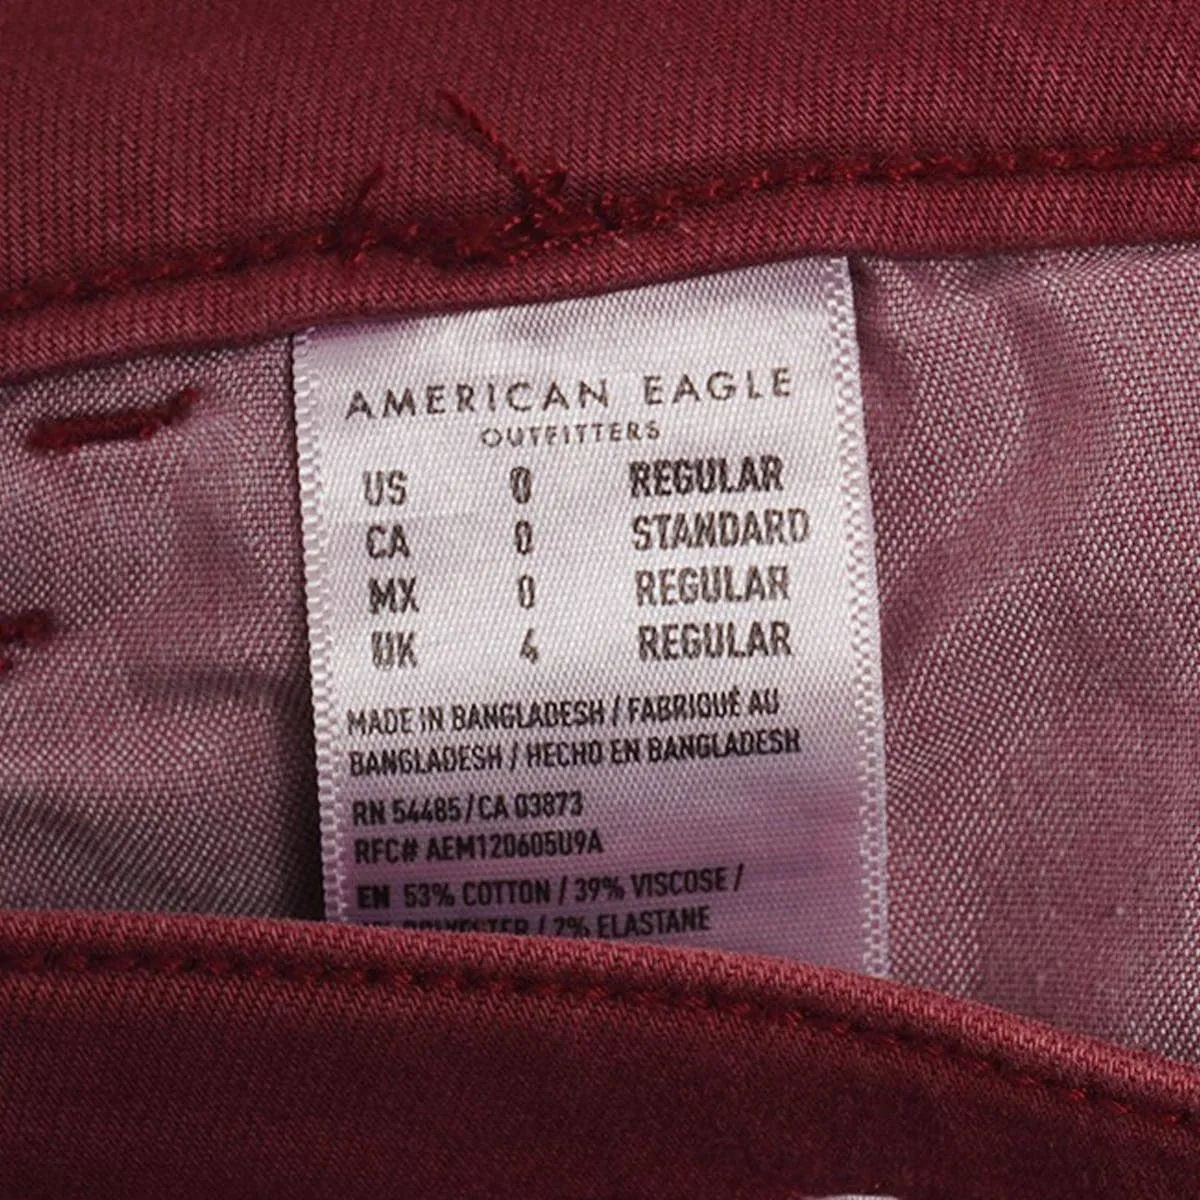 AMERICAN EAGLE
OUTFITTERS
US 0 REGULAR
CA 0 STANDARD
MX 0 REGULAR
UK 4 REGULAR
MADE IN BANGLADESH / FABRIQUÉ AU
BANGLADESH / HECHO EN BANGLADESH
RN 54485/CA 03873
RFC# AEM120605U9A
EN 53% COTTON / 39% VISCOSE /
POLYESTER / 2% ELASTANE